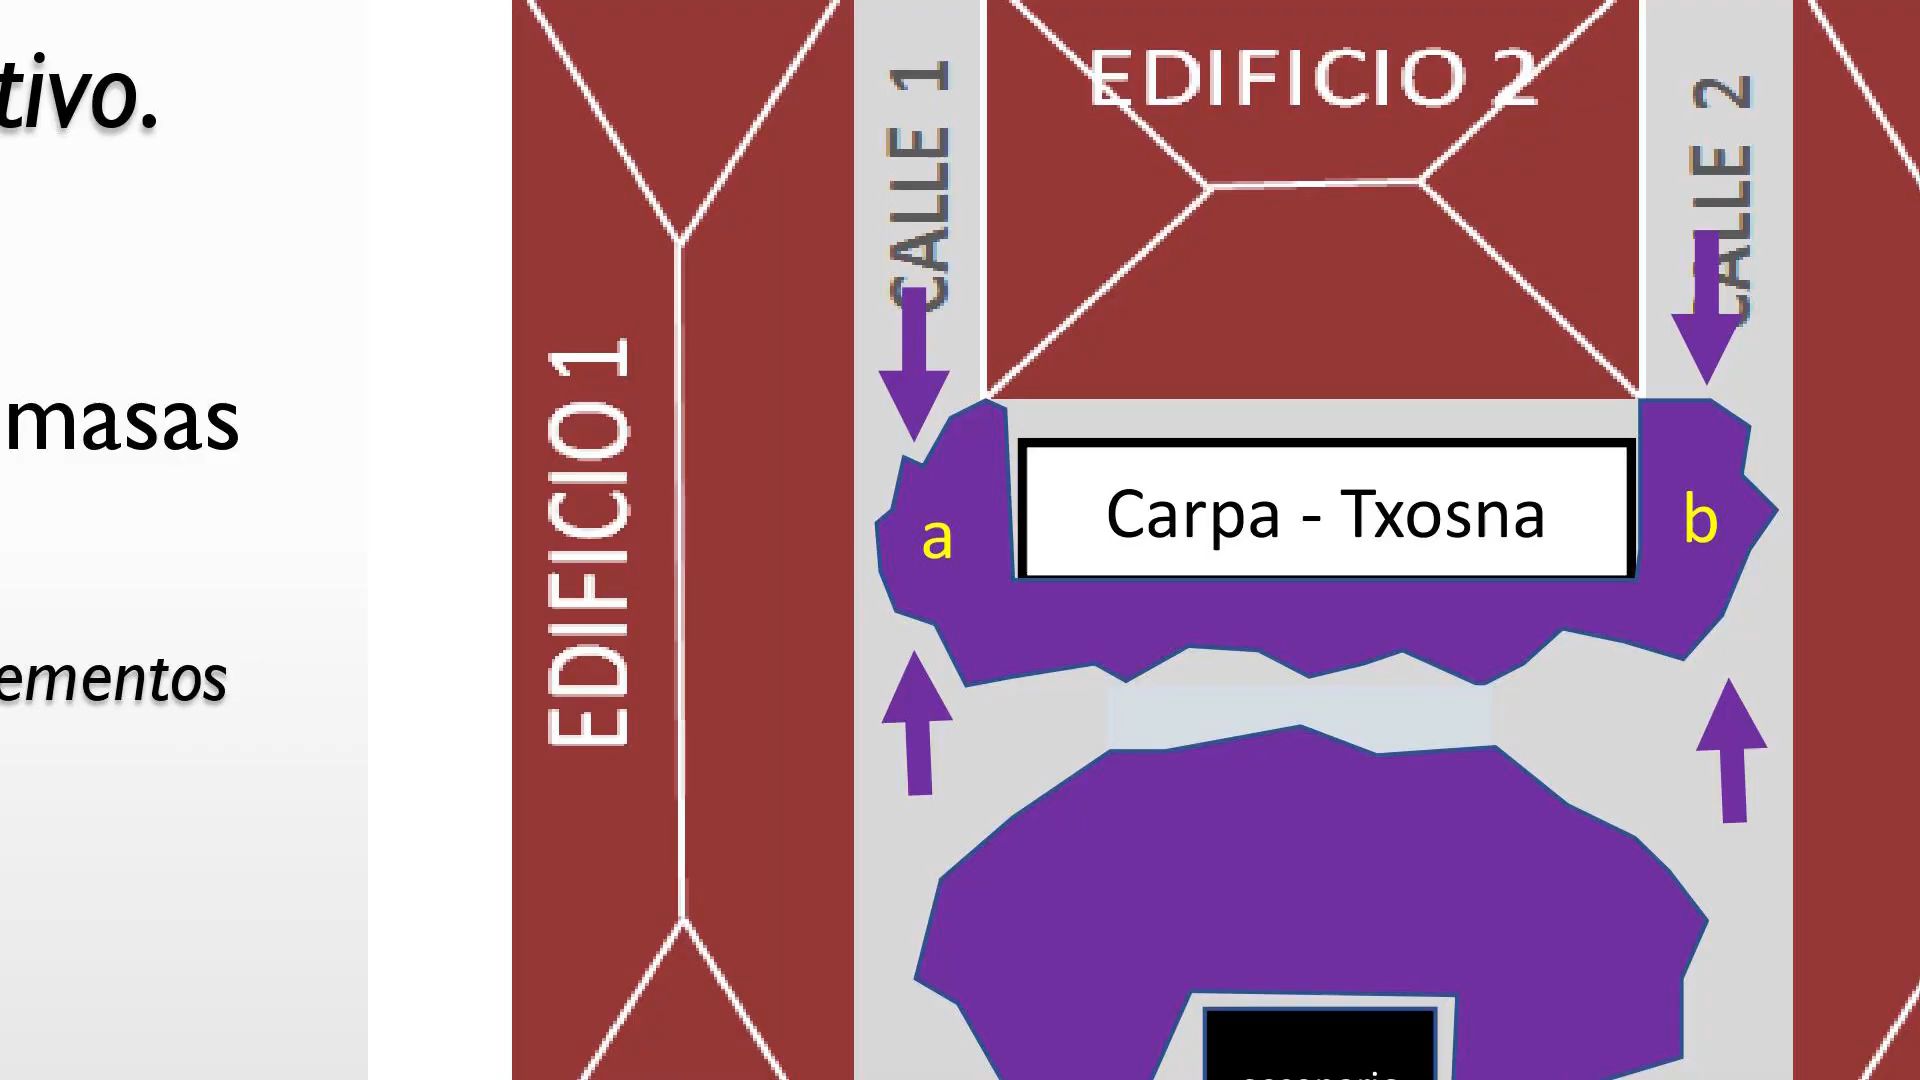 tivo.
masas
ementos
EDIFICIO 1
CALLE 1
EDIFICIO 2
CALLE 2
a
Carpa - Txosna
b